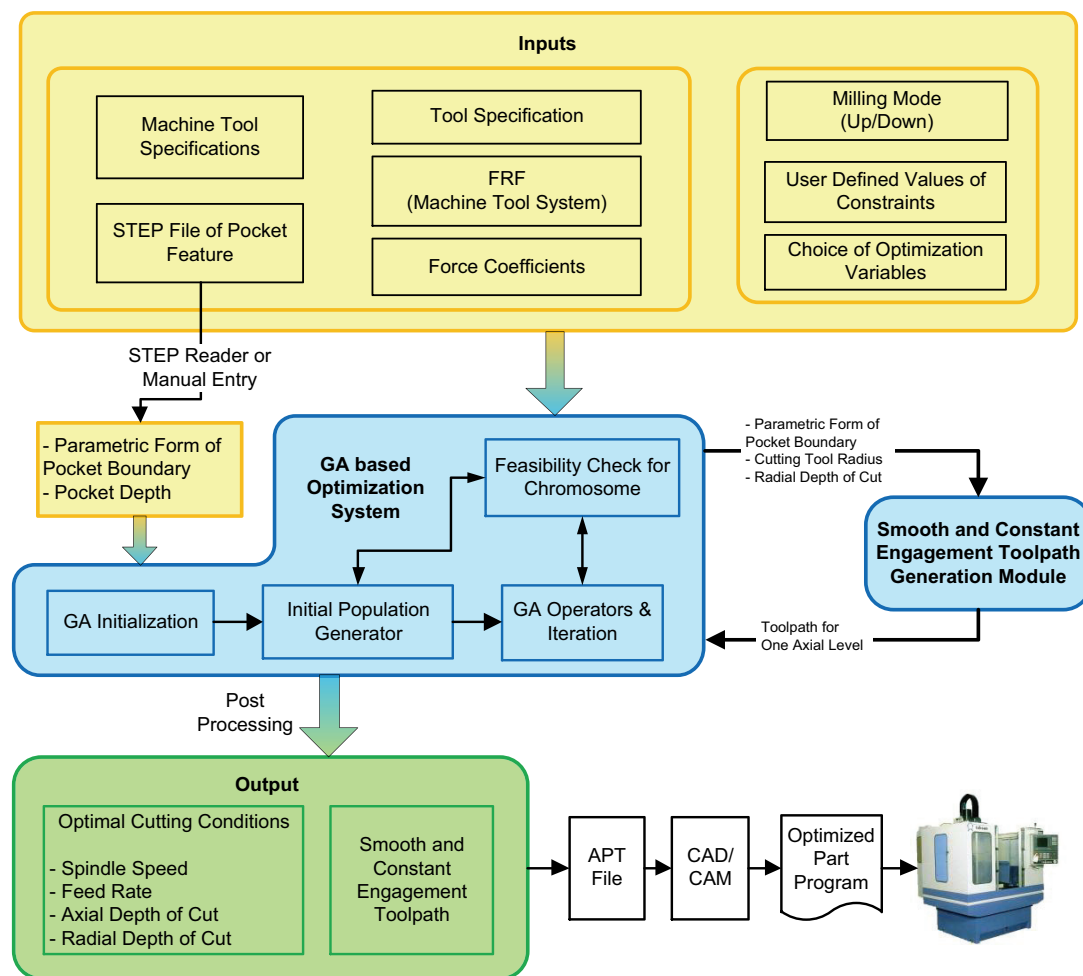 Inputs
Machine Tool
Specifications
STEP File of Pocket
Feature
Tool Specification
FRF
(Machine Tool System)
Force Coefficients
Milling Mode
(Up/Down)
User Defined Values of
Constraints
Choice of Optimization
Variables
STEP Reader or
Manual Entry
- Parametric Form of
Pocket Boundary
- Pocket Depth
GA based
Optimization
System
Feasibility Check for
Chromosome
GA Initialization
Initial Population
Generator
GA Operators &
Iteration
- Parametric Form of
Pocket Boundary
- Cutting Tool Radius
- Radial Depth of Cut
Smooth and Constant
Engagement Toolpath
Generation Module
Toolpath for
One Axial Level
Post
Processing
Output
Optimal Cutting Conditions
- Spindle Speed
- Feed Rate
- Axial Depth of Cut
- Radial Depth of Cut
Smooth and
Constant
Engagement
Toolpath
APT
File
CAD/
CAM
Optimized
Part
Program